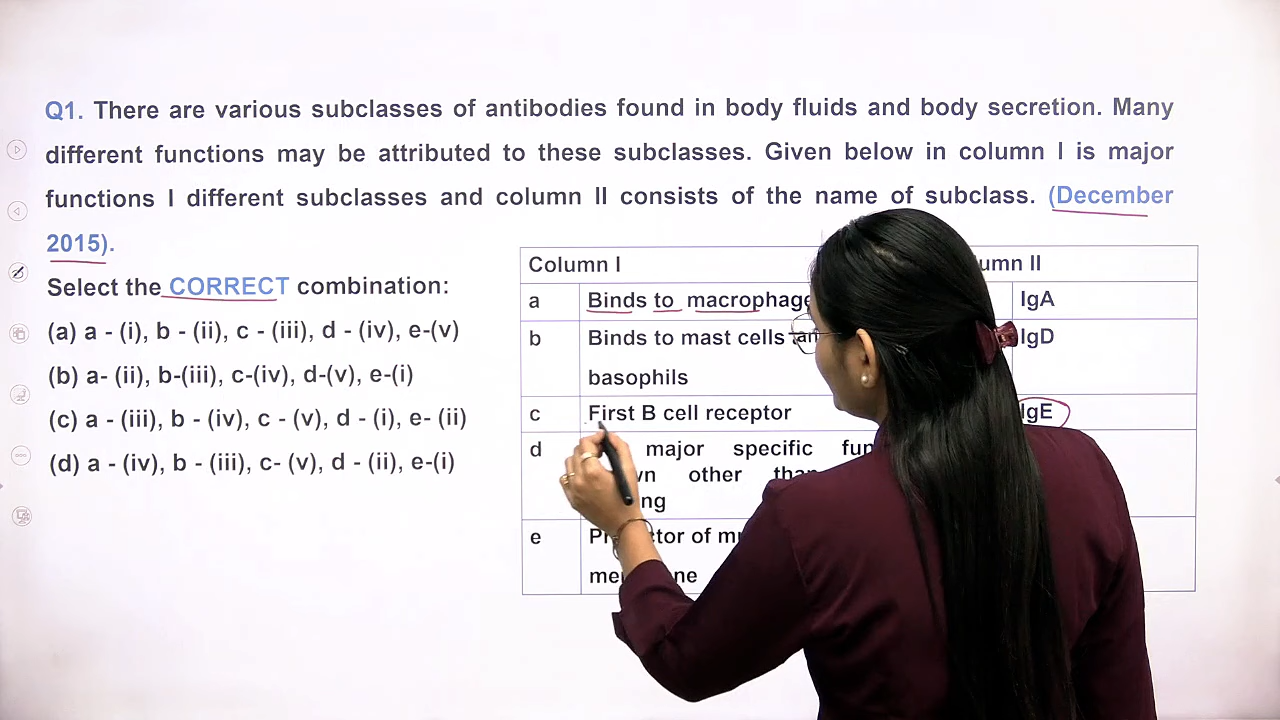 Q1. There are various subclasses of antibodies found in body fluids and body secretion. Many
different functions may be attributed to these subclasses. Given below in column I is major
functions I different subclasses and column II consists of the name of subclass. (December
2015).
Select the CORRECT combination:
(a) a - (i), b - (ii), c - (iii), d - (iv), e-(v)
(b) a- (ii), b-(iii), c-(iv), d-(v), e-(i)
(c) a - (iii), b - (iv), c - (v), d - (i), e- (ii)
(d) a - (iv), b - (iii), c- (v), d - (ii), e-(i)
Column I
II
a Binds to macrophage IgA
b Binds to mast cells IgD
basophils
c First B cell receptor IgE
d major specific
other
e of